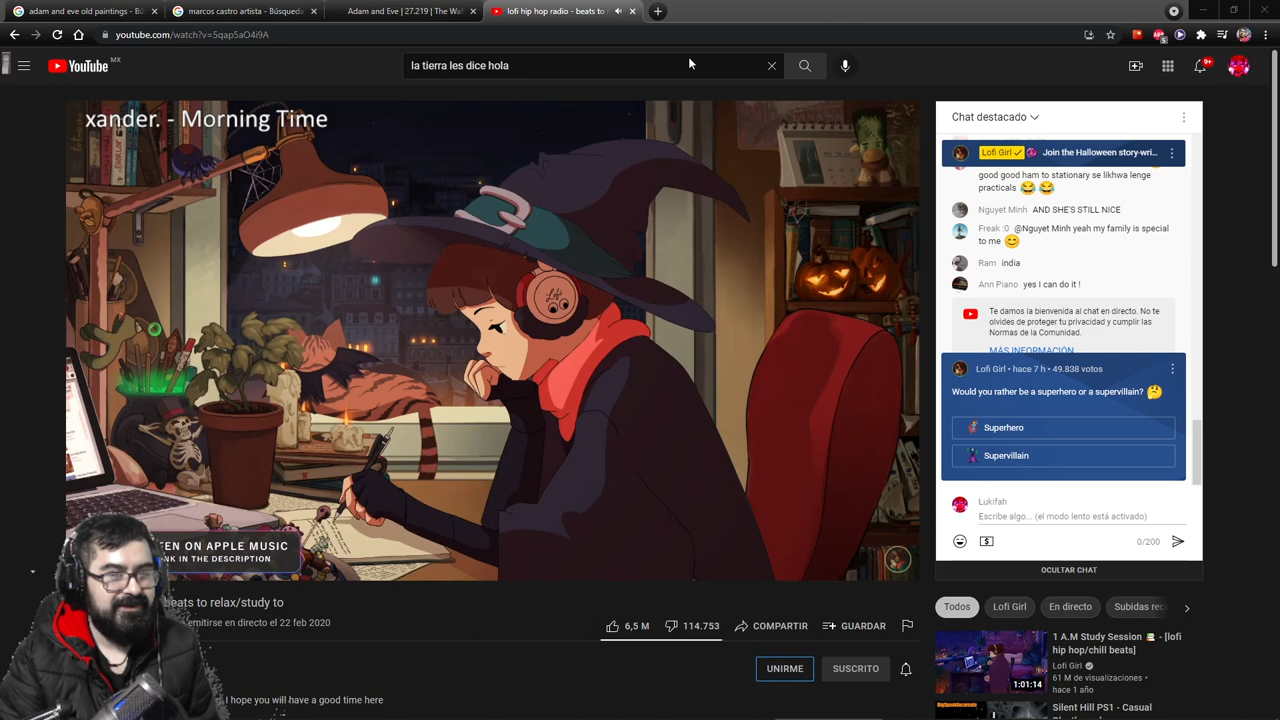 adam and eve old paintings - Bú
marcos castro artista - Búsqueda
Adam and Eve | 27.219 | The Wal
lofi hip hop radio - beats to r
youtube.com/watch?v=5qap5aO4i9A
YouTube MX
la tierra les dice hola
9+
xander. - Morning Time
Chat destacado
Lofi Girl Join the Halloween story-wri...
good good ham to stationary se likhwa lenge
practicals
Nguyet Minh AND SHE'S STILL NICE
Freak :0 @Nguyet Minh yeah my family is special
to me
Ram india
Ann Piano yes I can do it !
Te damos la bienvenida al chat en directo. No te
olvides de proteger tu privacidad y cumplir las
Normas de la Comunidad.
MÁS INFORMACIÓN
Lofi Girl • hace 7 h • 49.838 votos
Would you rather be a superhero or a supervillain?
Superhero
Supervillain
Lukifah
Escribe algo... (el modo lento está activado)
0/200
OCULTAR CHAT
Lofi
EN ON APPLE MUSIC
NK IN THE DESCRIPTION
beats to relax/study to
emitirse en directo el 22 feb 2020
6,5 M
114.753
COMPARTIR
GUARDAR
UNIRME
SUSCRITO
I hope you will have a good time here
Todos
Lofi Girl
En directo
Subidas reci
1 A.M Study Session - [lofi
hip hop/chill beats]
Lofi Girl
61 M de visualizaciones •
hace 1 año
1:01:14
Silent Hill PS1 - Casual